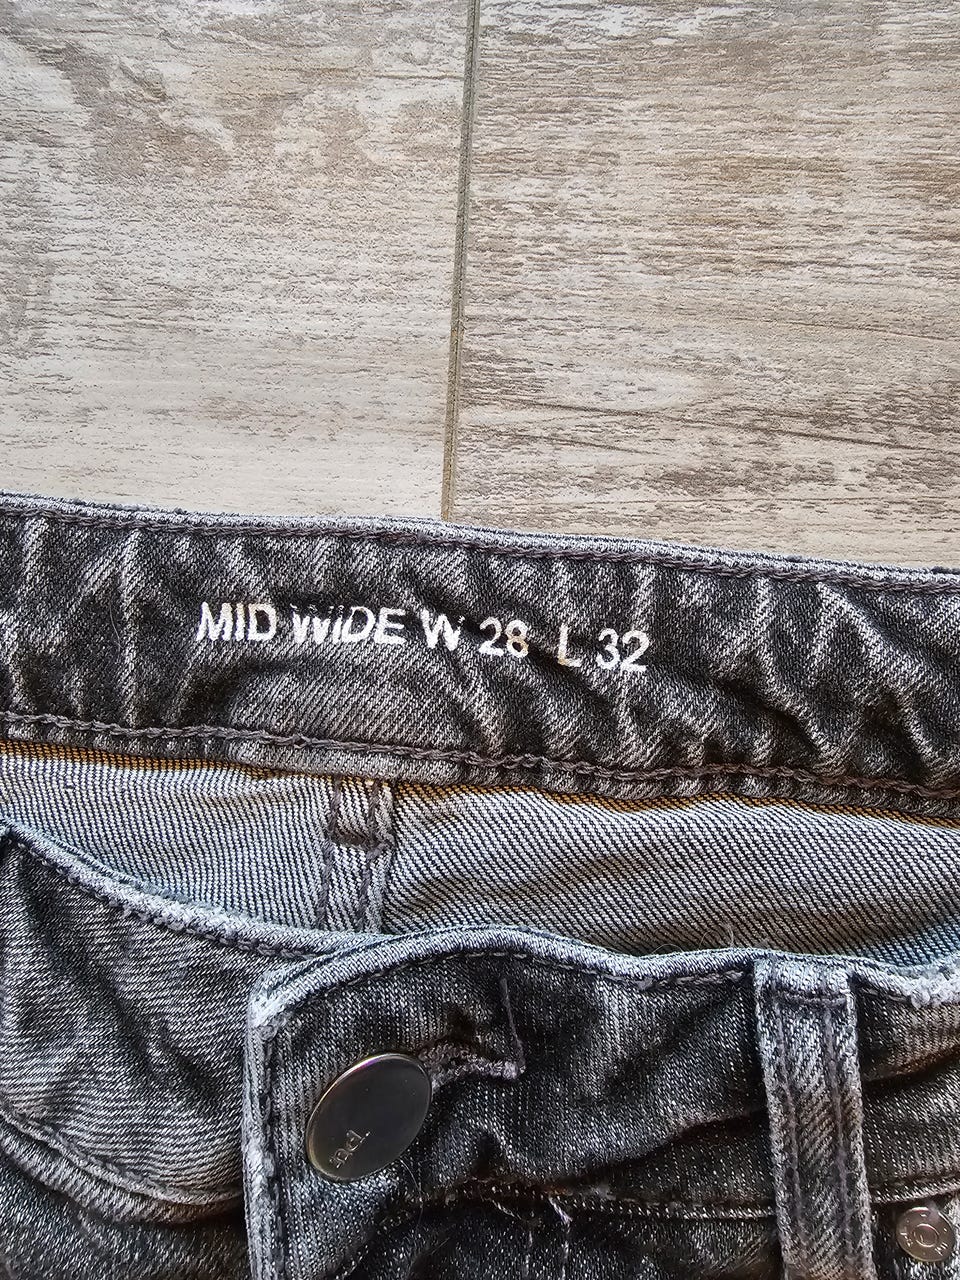 MID WIDE W 28 L 32